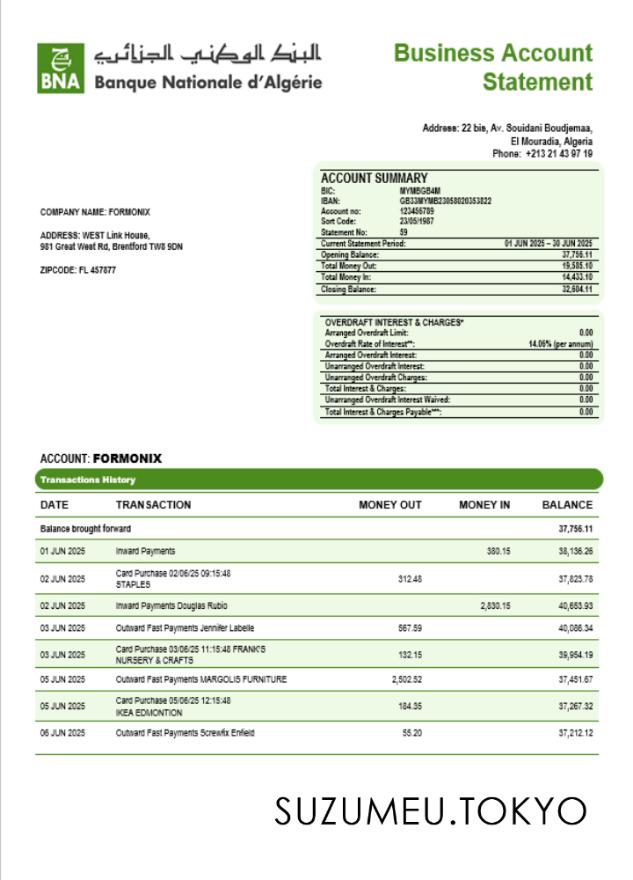 BNA
البنك الوطني الجزائري
Banque Nationale d'Algérie
Business Account
Statement
Address: 22 bis, Av. Souidani Boudjemaa,
El Mouradia, Algeria
Phone: +213 21 43 97 19
COMPANY NAME: FORMONIX
ADDRESS: WEST Link House,
981 Great West Rd, Brentford TW8 9DN
ZIPCODE: FL 457877
ACCOUNT SUMMARY
BIC: MYMBGB4M
IBAN: GB33MYMB23058020353822
Account no: 123456789
Sort Code: 23/05/1987
Statement No: 59
Current Statement Period: 01 JUN 2025 – 30 JUN 2025
Opening Balance: 37,756.11
Total Money Out: 19,585.10
Total Money In: 14,433.10
Closing Balance: 32,604.11
OVERDRAFT INTEREST & CHARGES*
Arranged Overdraft Limit: 0.00
Overdraft Rate of Interest**: 14.06% (per annum)
Arranged Overdraft Interest: 0.00
Unarranged Overdraft Interest: 0.00
Unarranged Overdraft Charges: 0.00
Total Interest & Charges: 0.00
Unarranged Overdraft Interest Waived: 0.00
Total Interest & Charges Payable***: 0.00
ACCOUNT: FORMONIX
Transactions History
DATE TRANSACTION MONEY OUT MONEY IN BALANCE
Balance brought forward 37,756.11
01 JUN 2025 Inward Payments 380.15 38,136.26
02 JUN 2025 Card Purchase 02/06/25 09:15:48
STAPLES 312.48 37,823.78
02 JUN 2025 Inward Payments Douglas Rubio 2,830.15 40,653.93
03 JUN 2025 Outward Fast Payments Jennifer Labelle 567.59 40,086.34
03 JUN 2025 Card Purchase 03/06/25 11:15:48 FRANK'S
NURSERY & CRAFTS 132.15 39,954.19
05 JUN 2025 Outward Fast Payments MARGOLIS FURNITURE 2,502.52 37,451.67
05 JUN 2025 Card Purchase 05/06/25 12:15:48
IKEA EDMONTION 184.35 37,267.32
06 JUN 2025 Outward Fast Payments Screwfix Enfield 55.20 37,212.12
SUZUMEU.TOKYO